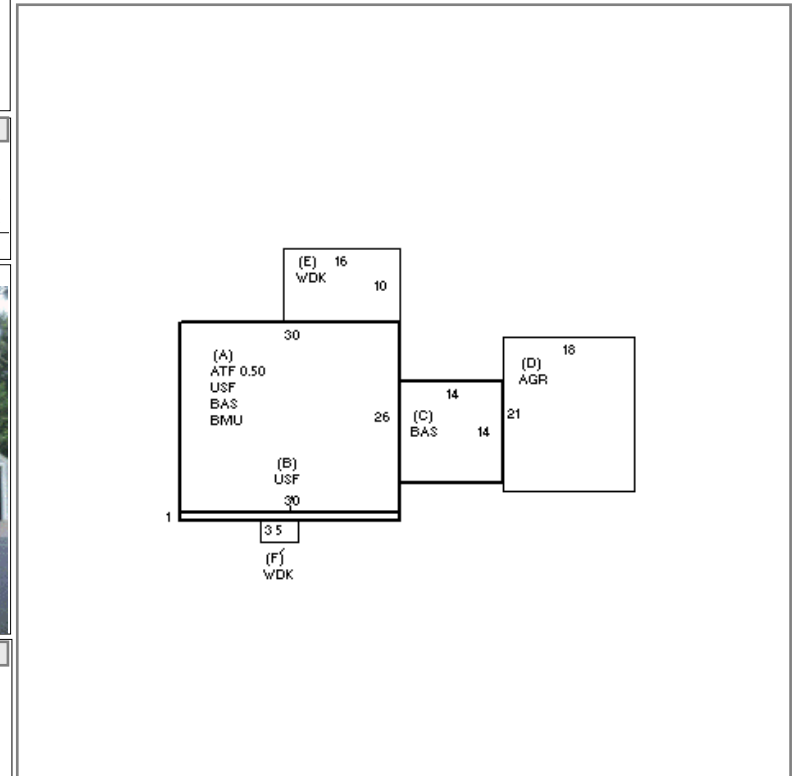 (E) 16
WDK
10
30
(A)
ATF 0.50
USF
BAS
BMU
26
(B)
USF
30
1
3 5
(F)
WDK
14
(C)
BAS
14
18
(D)
AGR
21